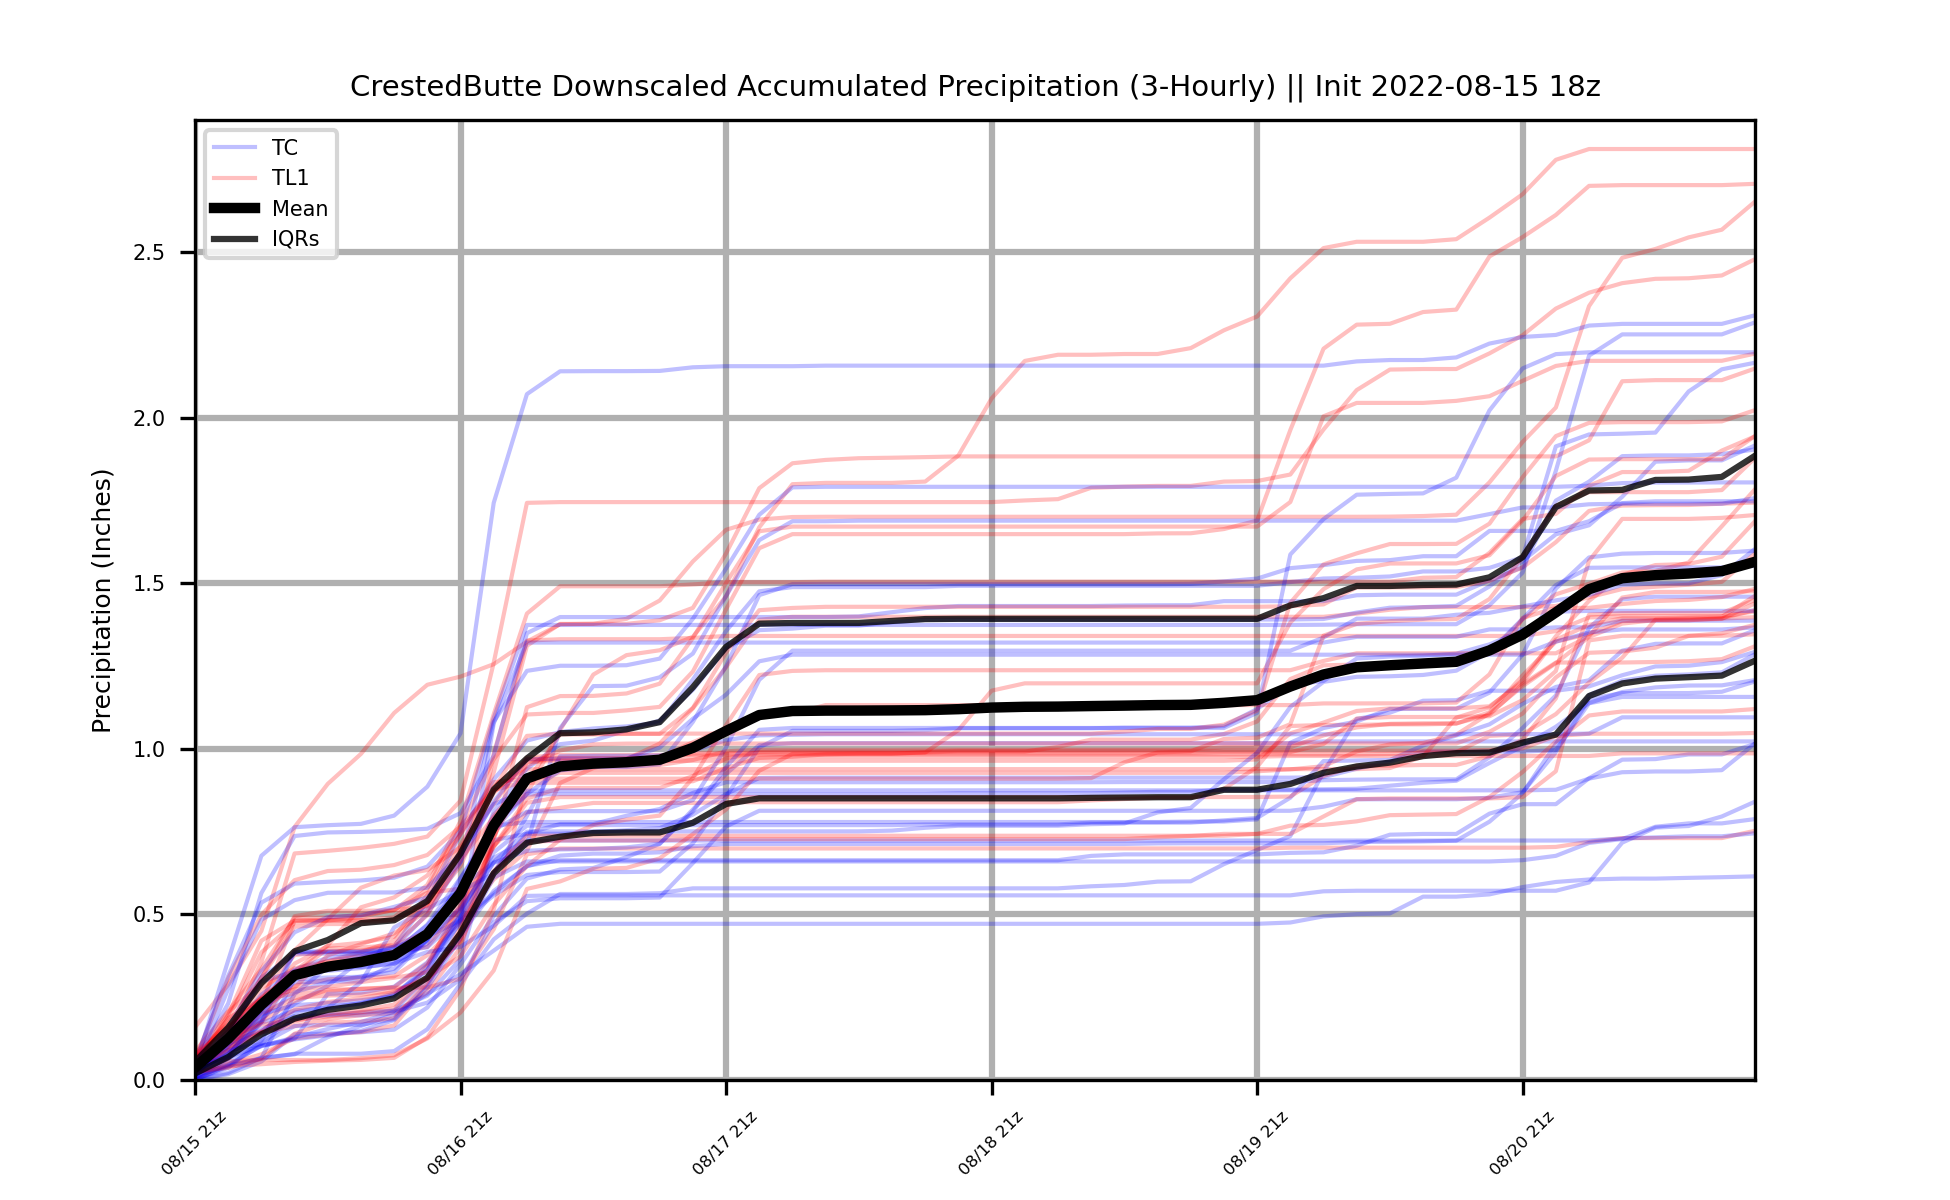 CrestedButte Downscaled Accumulated Precipitation (3-Hourly) || Init 2022-08-15 18z
TC
TL1
Mean
IQRs
Precipitation (Inches)
2.5
2.0
1.5
1.0
0.5
0.0
08/15 21z
08/16 21z
08/17 21z
08/18 21z
08/19 21z
08/20 21z